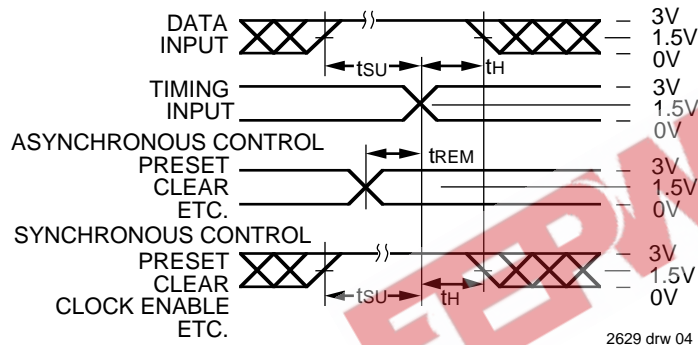 DATA INPUT
3V
1.5V
0V
tSU
tH
TIMING INPUT
3V
1.5V
0V
ASYNCHRONOUS CONTROL
PRESET
CLEAR
ETC.
tREM
3V
1.5V
0V
SYNCHRONOUS CONTROL
PRESET
CLEAR
CLOCK ENABLE
ETC.
tSU
tH
3V
1.5V
0V
2629 drw 04